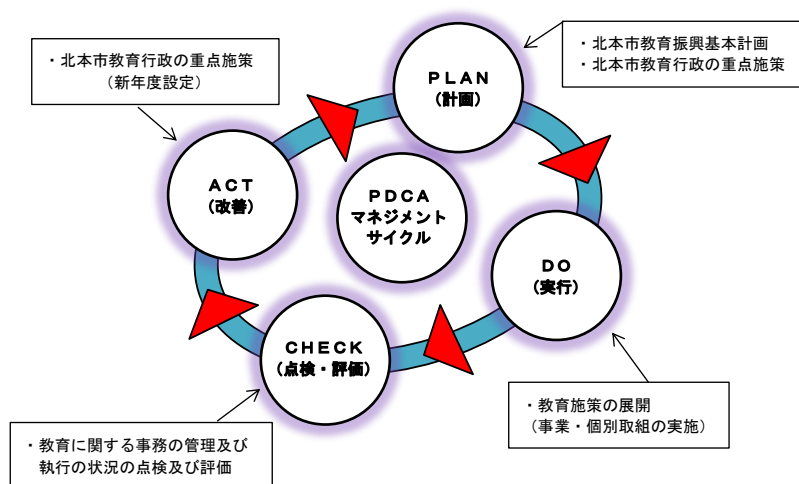 ・北本市教育行政の重点施策
（新年度設定）
ＰＬＡＮ
（計画）
・北本市教育振興基本計画
・北本市教育行政の重点施策
ＡＣＴ
（改善）
ＰＤＣＡ
マネジメント
サイクル
ＤＯ
（実行）
ＣＨＥＣＫ
（点検・評価）
・教育施策の展開
（事業・個別取組の実施）
・教育に関する事務の管理及び
執行の状況の点検及び評価